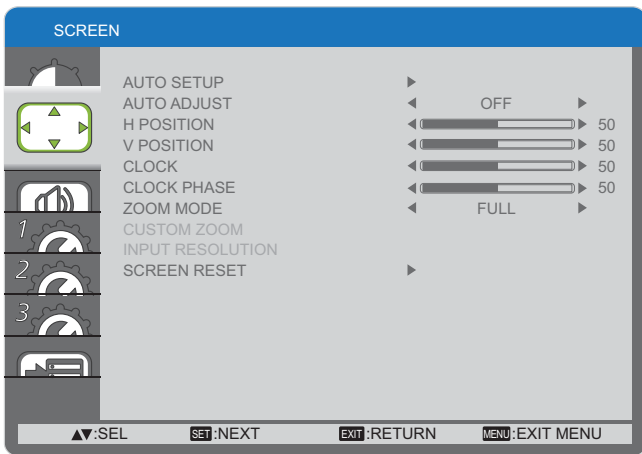 SCREEN
AUTO SETUP
AUTO ADJUST OFF
H POSITION 50
V POSITION 50
CLOCK 50
CLOCK PHASE 50
ZOOM MODE FULL
CUSTOM ZOOM
INPUT RESOLUTION
SCREEN RESET
1
2
3
▲▼:SEL SET:NEXT EXIT:RETURN MENU:EXIT MENU